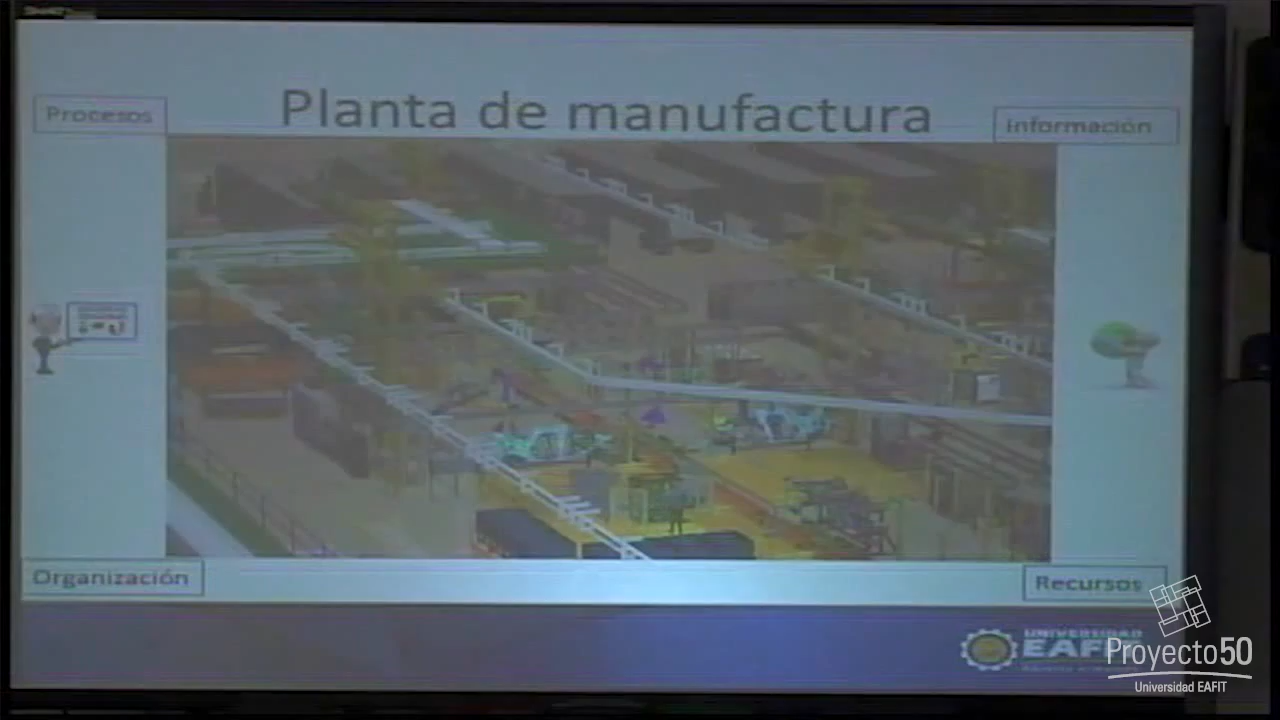 Planta de manufactura
Procesos
Información
Organización
Recursos
UNIVERSIDAD
EAFIT
Proyecto50
Universidad EAFIT